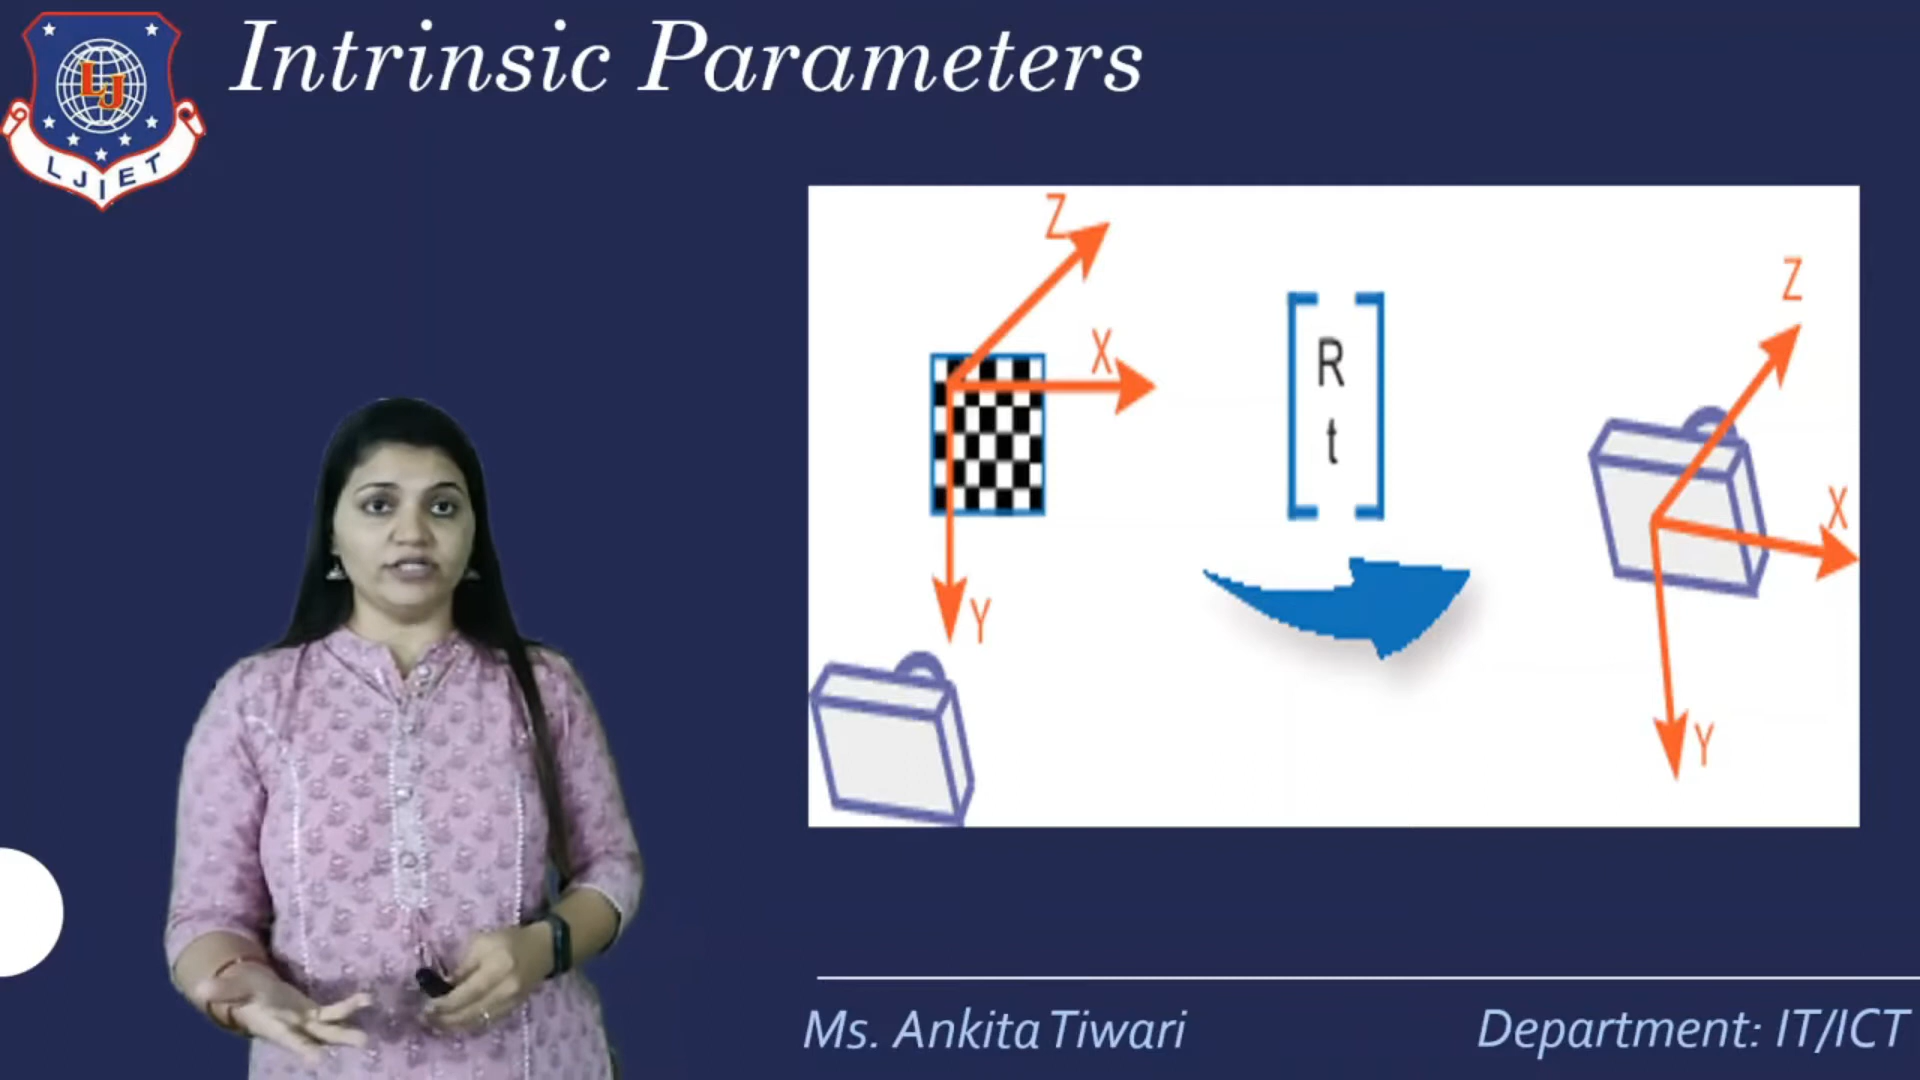 Intrinsic Parameters
LJ
LJIET
Z
X
Y
R
t
Z
X
Y
Ms. Ankita Tiwari
Department: IT/ICT